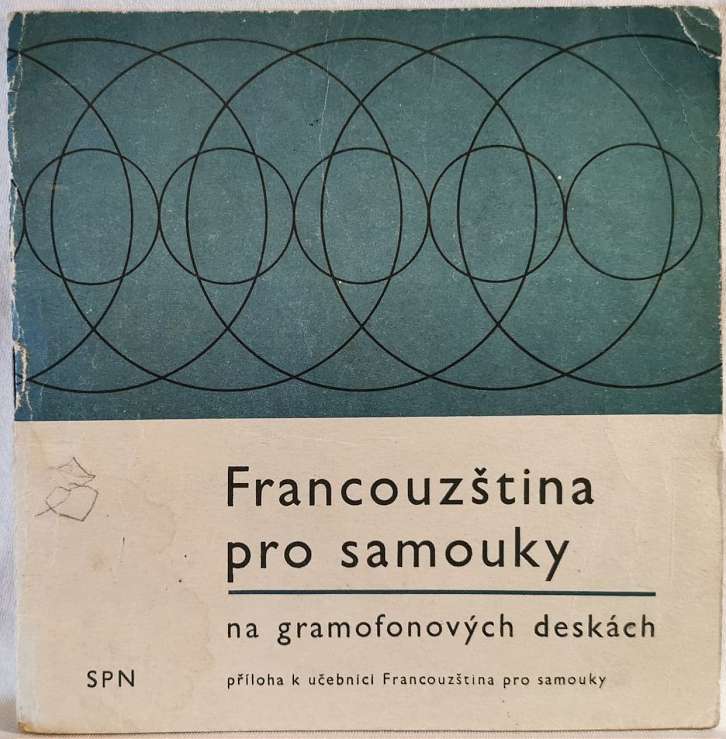 Francouzština
pro samouky
na gramofonových deskách
SPN
příloha k učebnici Francouzština pro samouky